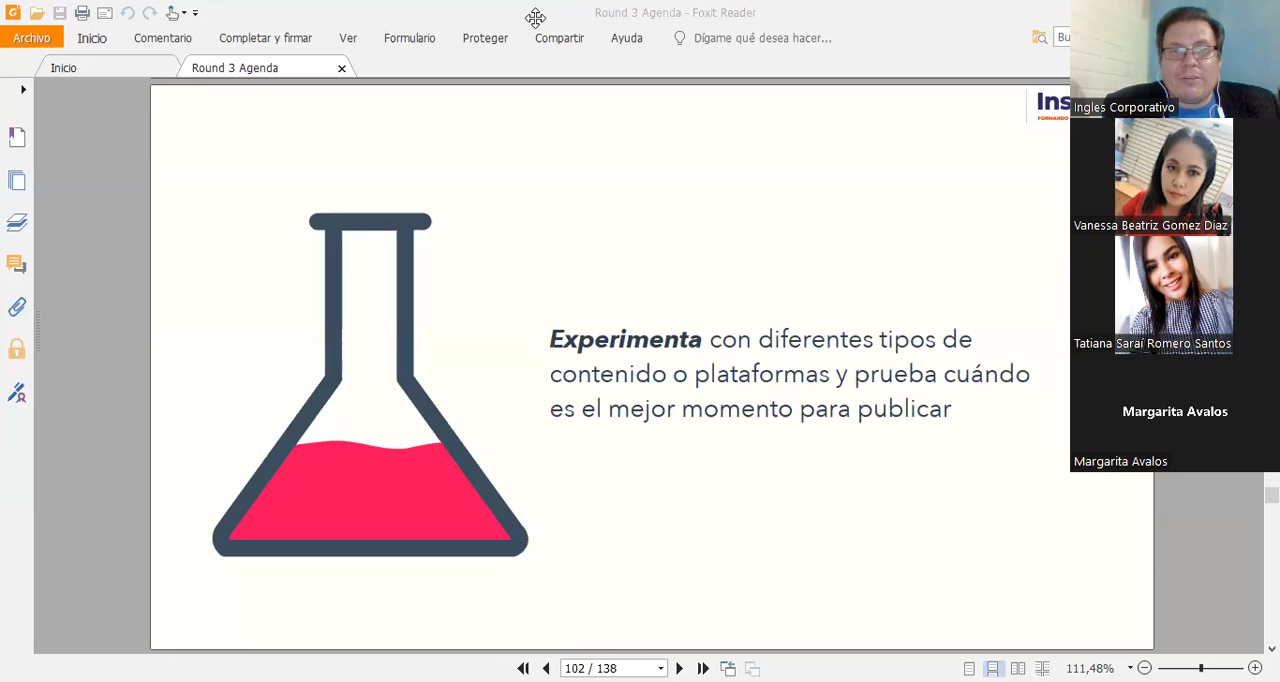 Round 3 Agenda - Foxit Reader
Archivo Inicio Comentario Completar y firmar Ver Formulario Proteger Compartir Ayuda Dígame qué desea hacer... Bu
Inicio Round 3 Agenda
Ins
Experimenta con diferentes tipos de
contenido o plataformas y prueba cuándo
es el mejor momento para publicar
Ingles Corporativo
Vanessa Beatriz Gomez Diaz
Tatiana Saraí Romero Santos
Margarita Avalos
Margarita Avalos
102 / 138 111,48%